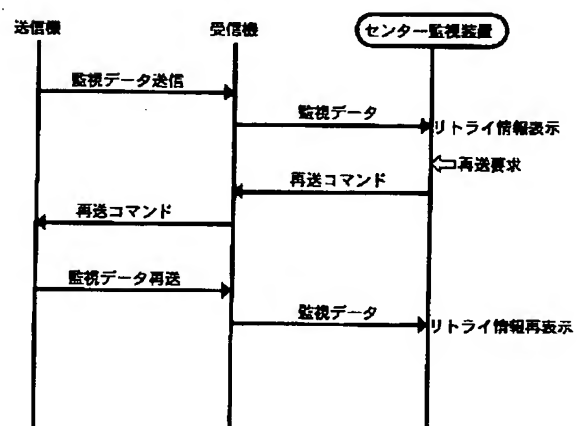 送信機
受信機
センター監視装置
監視データ送信
監視データ
リトライ情報表示
再送要求
再送コマンド
再送コマンド
監視データ再送
監視データ
リトライ情報再表示